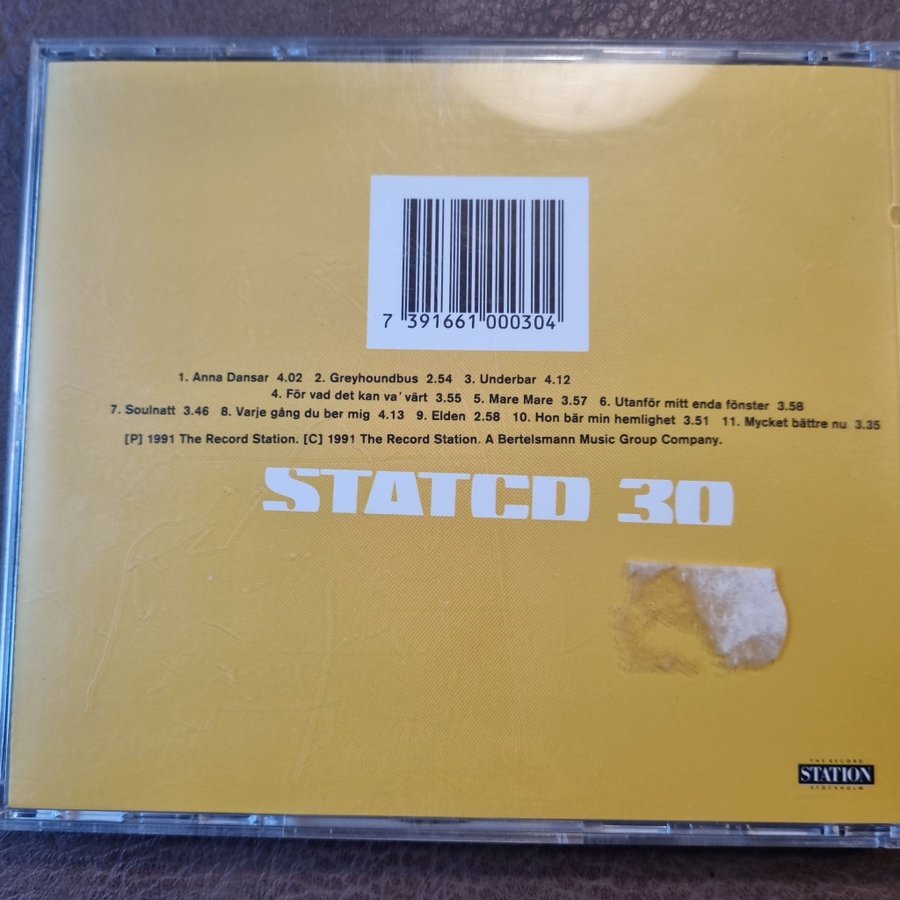 7 391661 000304
1. Anna Dansar 4.02 2. Greyhoundbus 2.54 3. Underbar 4.12
4. För vad det kan va' värt 3.55 5. Mare Mare 3.57 6. Utanför mitt enda fönster 3.58
7. Soulnatt 3.46 8. Varje gång du ber mig 4.13 9. Elden 2.58 10. Hon bär min hemlighet 3.51 11. Mycket bättre nu 3.35
[P] 1991 The Record Station. [C] 1991 The Record Station. A Bertelsmann Music Group Company.
STATCD 30
THE RECORD
STATION
STOCKHOLM